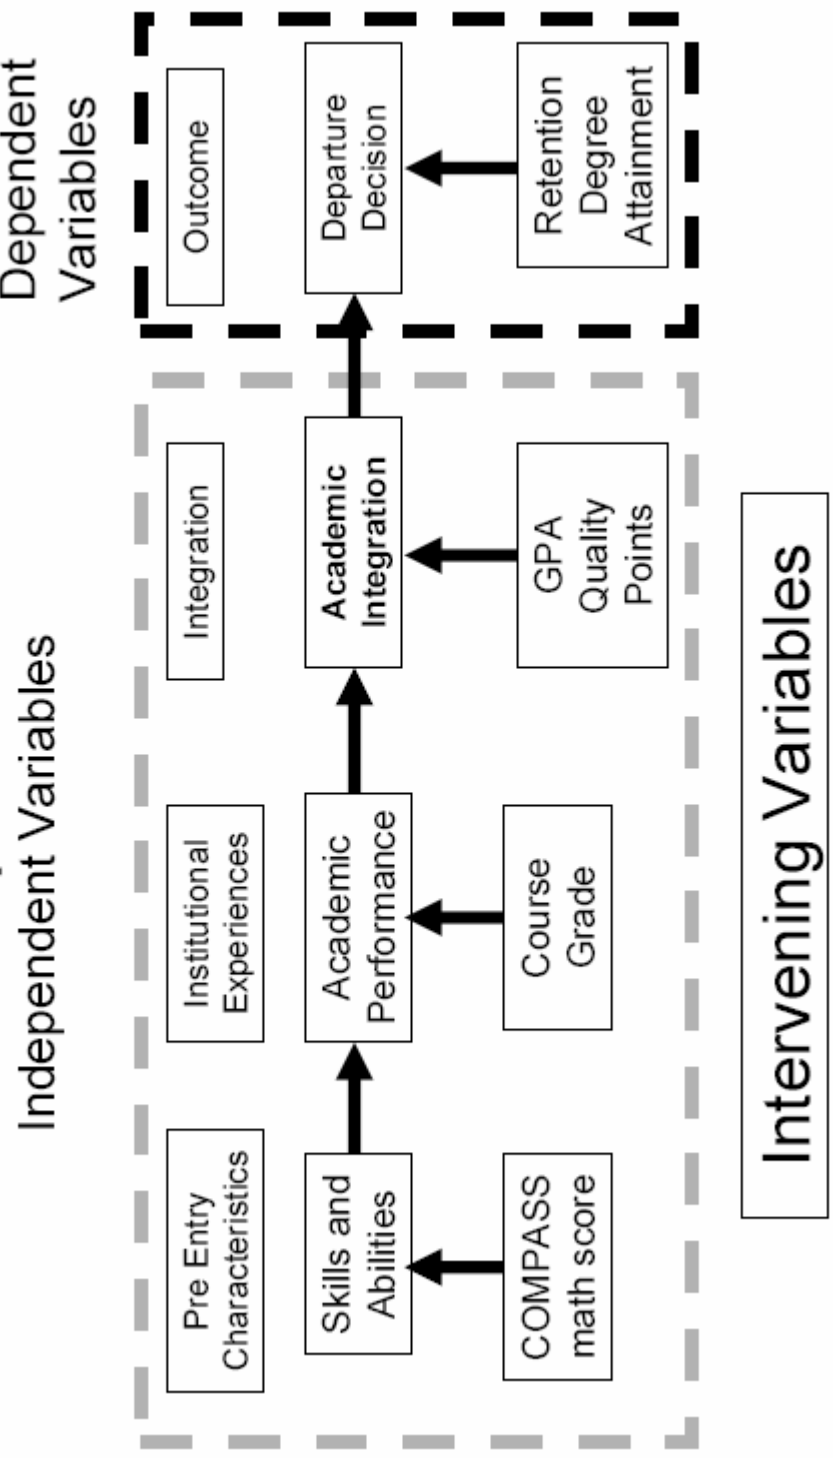 Independent Variables
Dependent
Variables
Pre Entry
Characteristics
Institutional
Experiences
Integration
Outcome
Skills and
Abilities
Academic
Performance
Academic
Integration
Departure
Decision
COMPASS
math score
Course
Grade
GPA
Quality
Points
Retention
Degree
Attainment
Intervening Variables